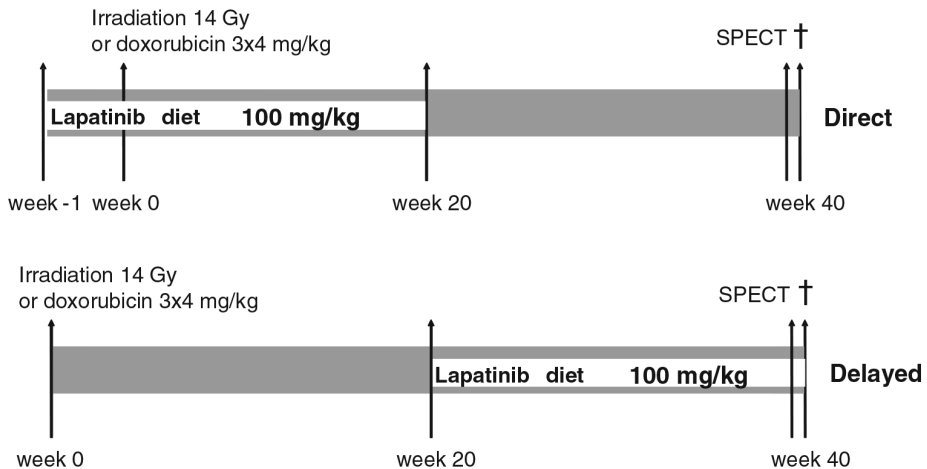 Irradiation 14 Gy
or doxorubicin 3x4 mg/kg
SPECT †
Lapatinib diet 100 mg/kg
Direct
week -1 week 0 week 20 week 40
Irradiation 14 Gy
or doxorubicin 3x4 mg/kg
SPECT †
Lapatinib diet 100 mg/kg
Delayed
week 0 week 20 week 40